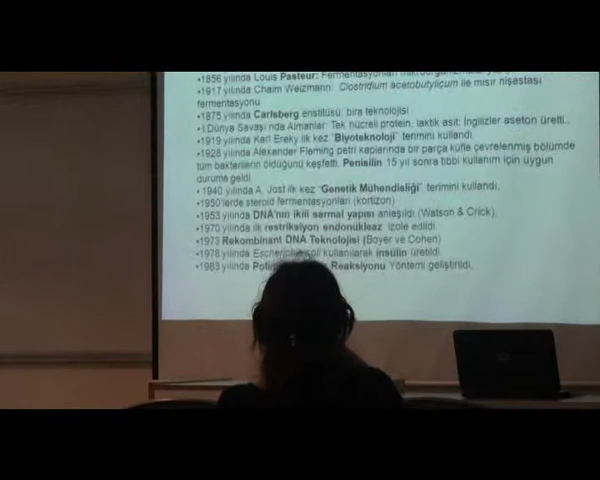 •1856 yılında Louis Pasteur: Fermentasyonları
•1917 yılında Chaim Weizmann: Clostridium acetobutylicum ile mısır nişastası
fermentasyonu
•1875 yılında Carlsberg enstitüsü: bira teknolojisi
•I.Dünya Savaşı'nda Almanlar: Tek hücreli protein, laktik asit: İngilizler aseton üretti..
•1919 yılında Karl Ereky ilk kez "Biyoteknoloji" terimini kullandı
•1928 yılında Alexander Fleming petri kaplarında bir parça küfle çevrelenmiş bölümde
tüm bakterilerin öldüğünü keşfetti. Penisilin 15 yıl sonra tıbbi kullanım için uygun
duruma geldi.
• 1940 yılında A. Jost ilk kez "Genetik Mühendisliği" terimini kullandı.
•1950'lerde steroid fermentasyonları (kortizon)
•1953 yılında DNA'nın ikili sarmal yapısı anlaşıldı (Watson & Crick).
•1970 yılında ilk restriksiyon endonükleaz izole edildi
•1973 Rekombinant DNA Teknolojisi (Boyer ve Cohen)
•1978 yılında kullanılarak insülin üretildi
•1983 yılında Reaksiyonu Yöntemi geliştirildi.